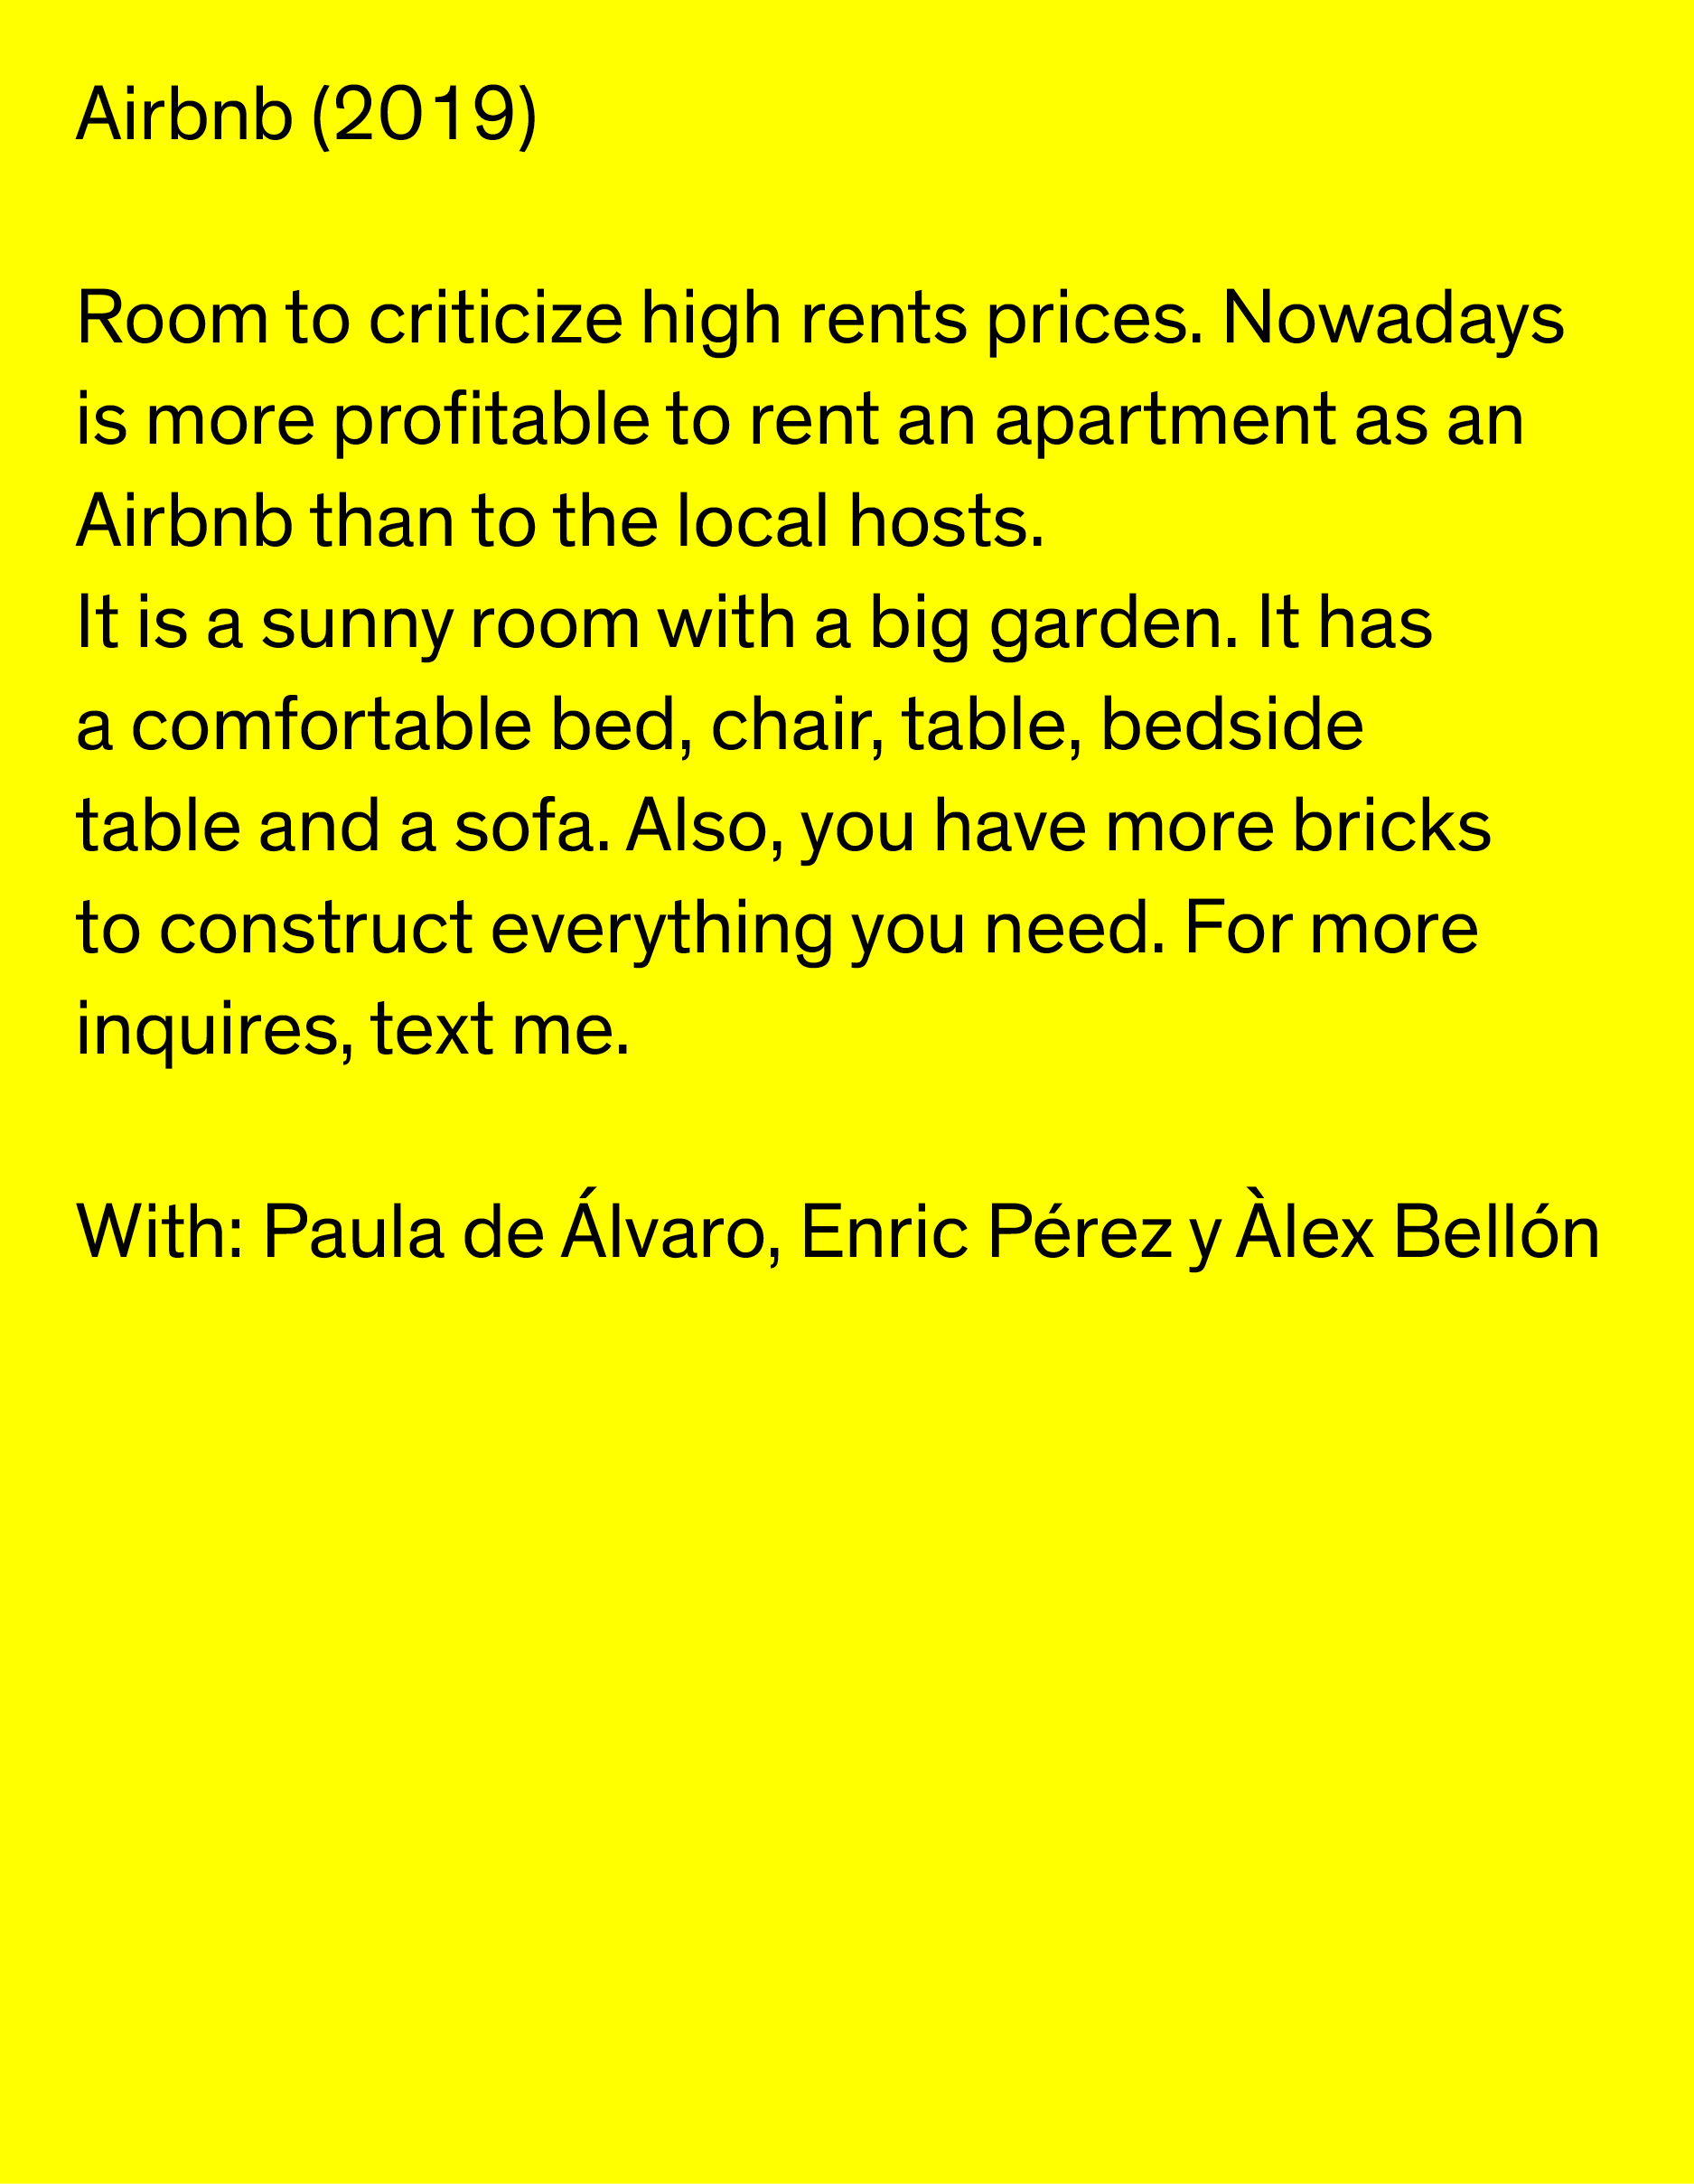 Airbnb (2019)
Room to criticize high rents prices. Nowadays
is more profitable to rent an apartment as an
Airbnb than to the local hosts.
It is a sunny room with a big garden. It has
a comfortable bed, chair, table, bedside
table and a sofa. Also, you have more bricks
to construct everything you need. For more
inquires, text me.
With: Paula de Álvaro, Enric Pérez y Àlex Bellón